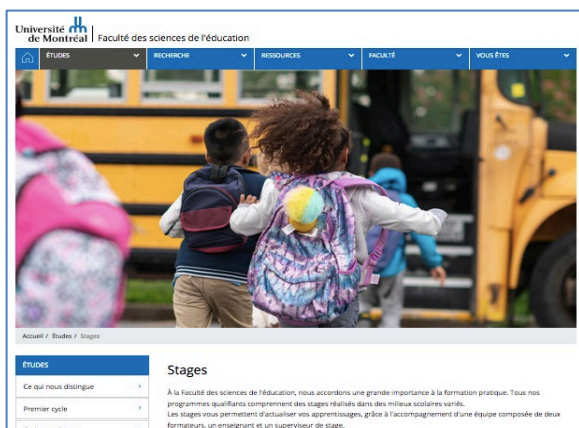 Université
de Montréal
Faculté des sciences de l'éducation
ÉTUDES
RECHERCHE
RESSOURCES
FACULTÉ
VOUS ÊTES
Accueil / Études / Stages
ÉTUDES
Ce qui nous distingue
Premier cycle
Stages
À la Faculté des sciences de l'éducation, nous accordons une grande importance à la formation pratique. Tous nos
programmes qualifiants comprennent des stages réalisés dans des milieux scolaires variés.
Les stages vous permettent d'actualiser vos apprentissages, grâce à l'accompagnement d'une équipe composée de deux
formateurs, un enseignant et un superviseur de stage.